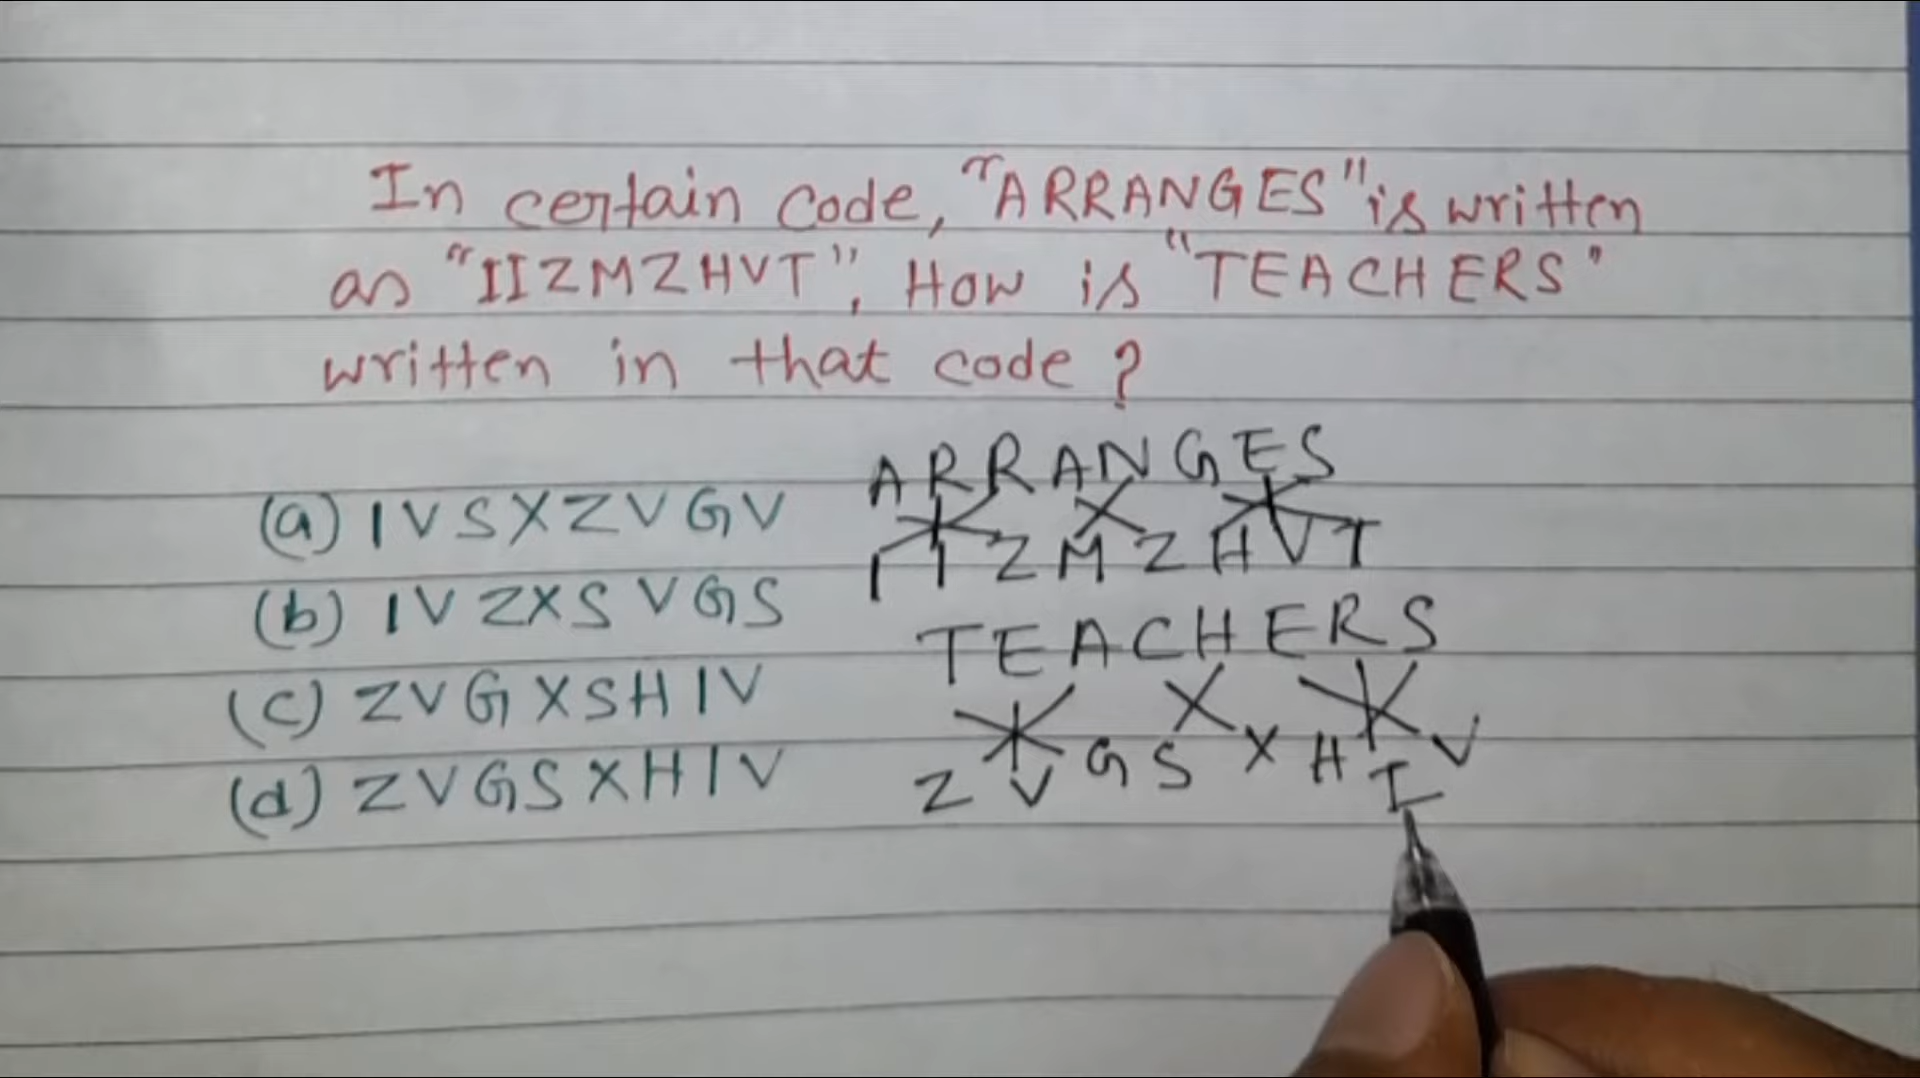 In certain code, "ARRANGES" is written
as "IIZMZHVT", How is "TEACHERS"
written in that code?
(a) IVSXZVGV
(b) IVZXSVGS
(c) ZVGXSHIV
(d) ZVGSXHIV
ARRANGES
IIZMZHVT
TEACHERS
ZVGSXHIV